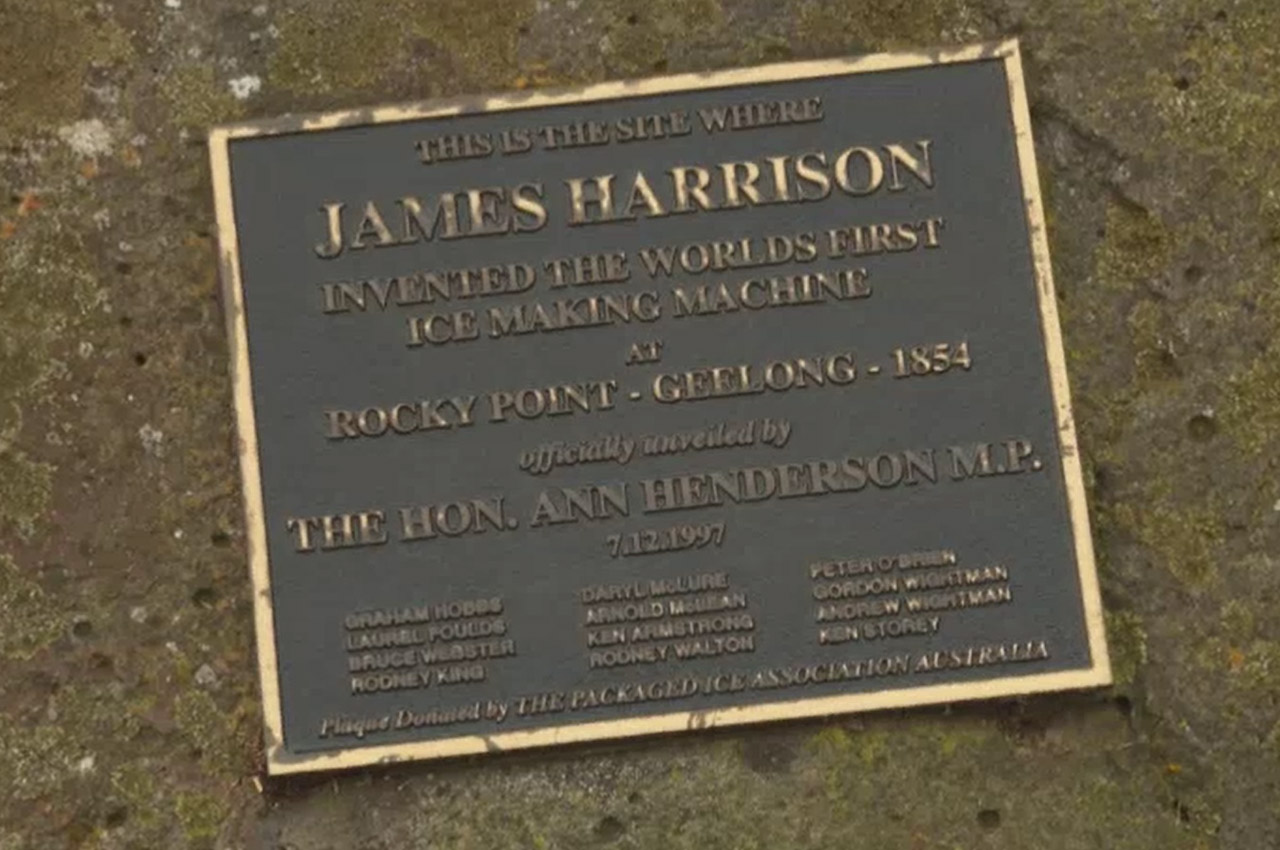 THIS IS THE SITE WHERE
JAMES HARRISON
INVENTED THE WORLDS FIRST
ICE MAKING MACHINE
AT
ROCKY POINT - GEELONG - 1854
officially unveiled by
THE HON. ANN HENDERSON M.P.
7.12.1997
GRAHAM HOBBS
LAUREL FOULDS
BRUCE WEBSTER
RODNEY KING
DARYL McLURE
ARNOLD McBEAN
KEN ARMSTRONG
RODNEY WALTON
PETER O'BRIEN
GORDON WIGHTMAN
ANDREW WIGHTMAN
KEN STOREY
Plaque Donated by THE PACKAGED ICE ASSOCIATION AUSTRALIA